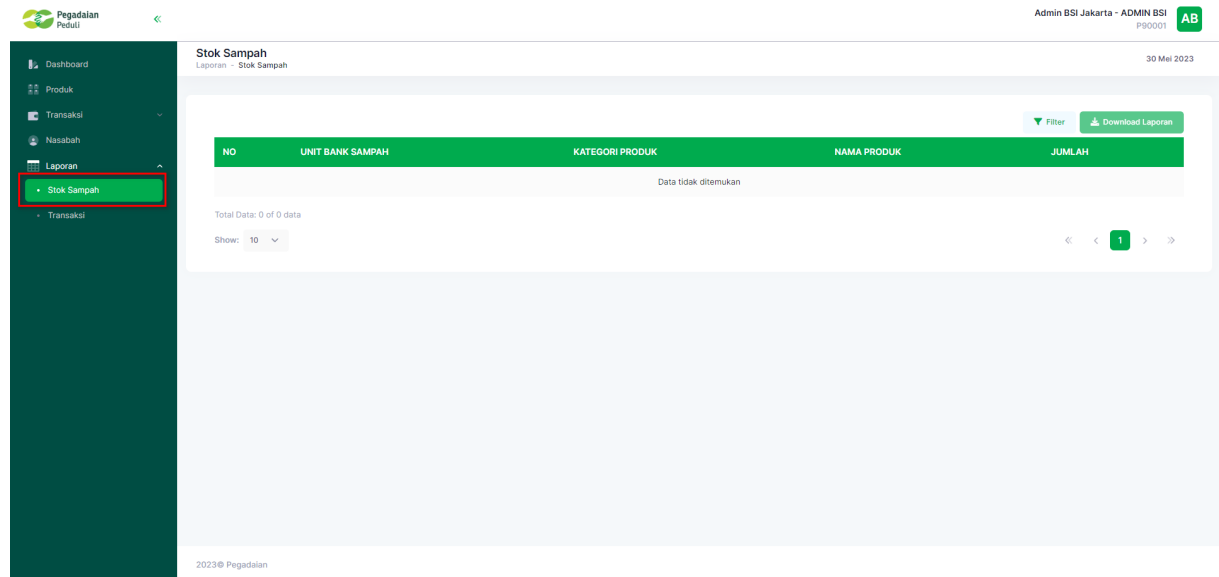 Pegadaian
Peduli
Admin BSI Jakarta - ADMIN BSI
P90001
AB
Dashboard
Produk
Transaksi
Nasabah
Laporan
• Stok Sampah
• Transaksi
Stok Sampah
Laporan - Stok Sampah
30 Mei 2023
Filter
Download Laporan
NO UNIT BANK SAMPAH KATEGORI PRODUK NAMA PRODUK JUMLAH
Data tidak ditemukan
Total Data: 0 of 0 data
Show: 10
1
2023© Pegadaian